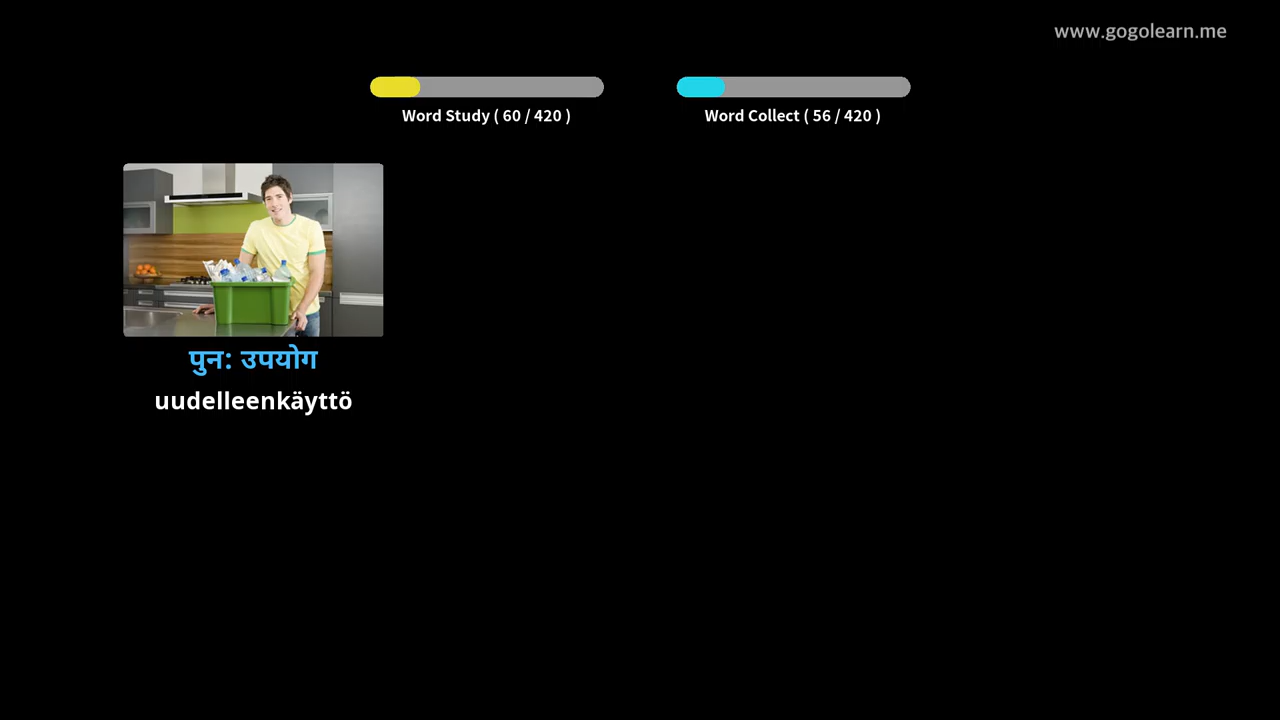 www.gogolearn.me
Word Study ( 60 / 420 )
Word Collect ( 56 / 420 )
पुन: उपयोग
uudelleenkäyttö